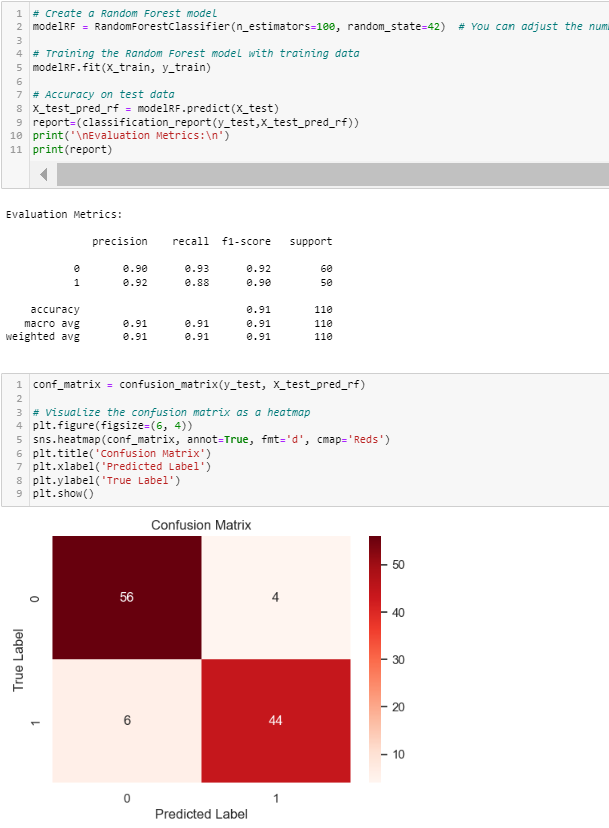 1 # Create a Random Forest model
2 modelRF = RandomForestClassifier(n_estimators=100, random_state=42)  # You can adjust the num
3
4 # Training the Random Forest model with training data
5 modelRF.fit(X_train, y_train)
6
7 # Accuracy on test data
8 X_test_pred_rf = modelRF.predict(X_test)
9 report=(classification_report(y_test,X_test_pred_rf))
10 print('\nEvaluation Metrics:\n')
11 print(report)
Evaluation Metrics:
precision recall f1-score support
0 0.90 0.93 0.92 60
1 0.92 0.88 0.90 50
accuracy 0.91 110
macro avg 0.91 0.91 0.91 110
weighted avg 0.91 0.91 0.91 110
1 conf_matrix = confusion_matrix(y_test, X_test_pred_rf)
2
3 # Visualize the confusion matrix as a heatmap
4 plt.figure(figsize=(6, 4))
5 sns.heatmap(conf_matrix, annot=True, fmt='d', cmap='Reds')
6 plt.title('Confusion Matrix')
7 plt.xlabel('Predicted Label')
8 plt.ylabel('True Label')
9 plt.show()
Confusion Matrix
True Label
0
56 4
1
6 44
0 1
Predicted Label
50
40
30
20
10